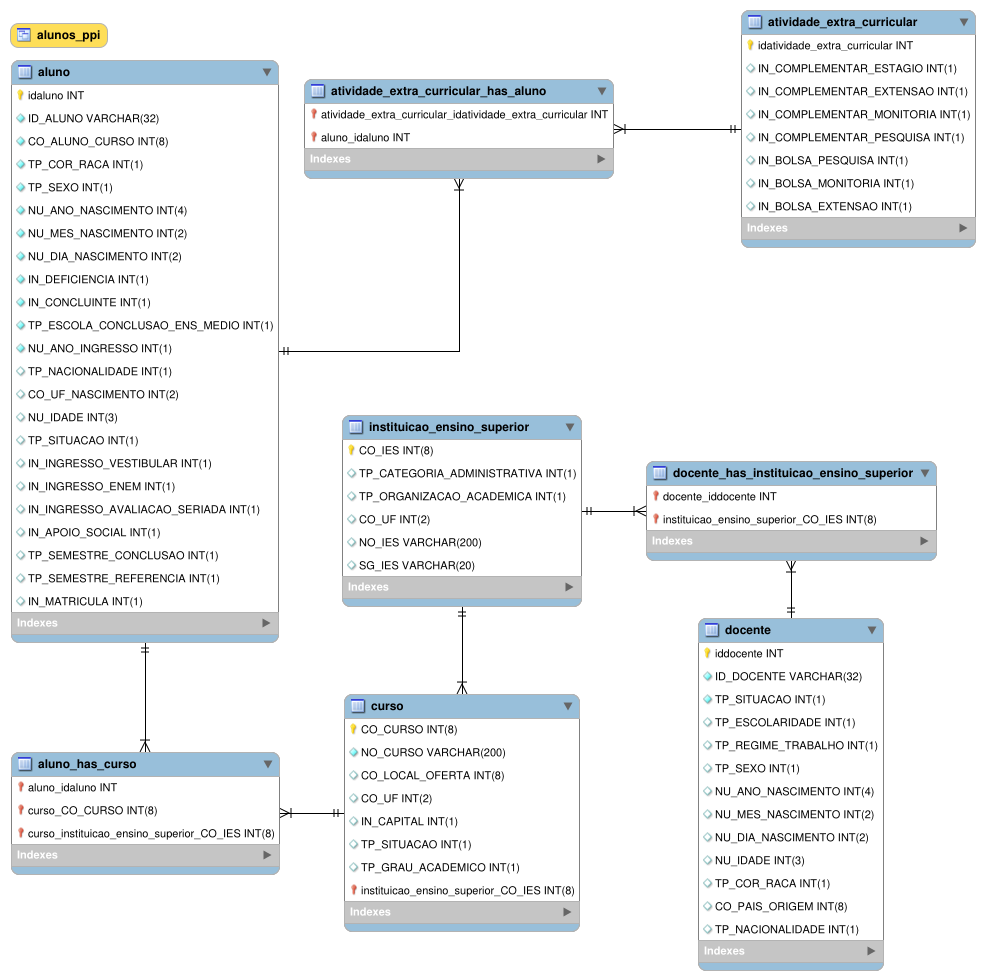 alunos_ppi
aluno
idaluno INT
ID_ALUNO VARCHAR(32)
CO_ALUNO_CURSO INT(8)
TP_COR_RACA INT(1)
TP_SEXO INT(1)
NU_ANO_NASCIMENTO INT(4)
NU_MES_NASCIMENTO INT(2)
NU_DIA_NASCIMENTO INT(2)
IN_DEFICIENCIA INT(1)
IN_CONCLUINTE INT(1)
TP_ESCOLA_CONCLUSAO_ENS_MEDIO INT(1)
NU_ANO_INGRESSO INT(1)
TP_NACIONALIDADE INT(1)
CO_UF_NASCIMENTO INT(2)
NU_IDADE INT(3)
TP_SITUACAO INT(1)
IN_INGRESSO_VESTIBULAR INT(1)
IN_INGRESSO_ENEM INT(1)
IN_INGRESSO_AVALIACAO_SERIADA INT(1)
IN_APOIO_SOCIAL INT(1)
TP_SEMESTRE_CONCLUSAO INT(1)
TP_SEMESTRE_REFERENCIA INT(1)
IN_MATRICULA INT(1)
Indexes
atividade_extra_curricular_has_aluno
atividade_extra_curricular_idatividade_extra_curricular INT
aluno_idaluno INT
Indexes
atividade_extra_curricular
idatividade_extra_curricular INT
IN_COMPLEMENTAR_ESTAGIO INT(1)
IN_COMPLEMENTAR_EXTENSAO INT(1)
IN_COMPLEMENTAR_MONITORIA INT(1)
IN_COMPLEMENTAR_PESQUISA INT(1)
IN_BOLSA_PESQUISA INT(1)
IN_BOLSA_MONITORIA INT(1)
IN_BOLSA_EXTENSAO INT(1)
Indexes
instituicao_ensino_superior
CO_IES INT(8)
TP_CATEGORIA_ADMINISTRATIVA INT(1)
TP_ORGANIZACAO_ACADEMICA INT(1)
CO_UF INT(2)
NO_IES VARCHAR(200)
SG_IES VARCHAR(20)
Indexes
docente_has_instituicao_ensino_superior
docente_iddocente INT
instituicao_ensino_superior_CO_IES INT(8)
Indexes
docente
iddocente INT
ID_DOCENTE VARCHAR(32)
TP_SITUACAO INT(1)
TP_ESCOLARIDADE INT(1)
TP_REGIME_TRABALHO INT(1)
TP_SEXO INT(1)
NU_ANO_NASCIMENTO INT(4)
NU_MES_NASCIMENTO INT(2)
NU_DIA_NASCIMENTO INT(2)
NU_IDADE INT(3)
TP_COR_RACA INT(1)
CO_PAIS_ORIGEM INT(8)
TP_NACIONALIDADE INT(1)
Indexes
curso
CO_CURSO INT(8)
NO_CURSO VARCHAR(200)
CO_LOCAL_OFERTA INT(8)
CO_UF INT(2)
IN_CAPITAL INT(1)
TP_SITUACAO INT(1)
TP_GRAU_ACADEMICO INT(1)
instituicao_ensino_superior_CO_IES INT(8)
Indexes
aluno_has_curso
aluno_idaluno INT
curso_CO_CURSO INT(8)
curso_instituicao_ensino_superior_CO_IES INT(8)
Indexes